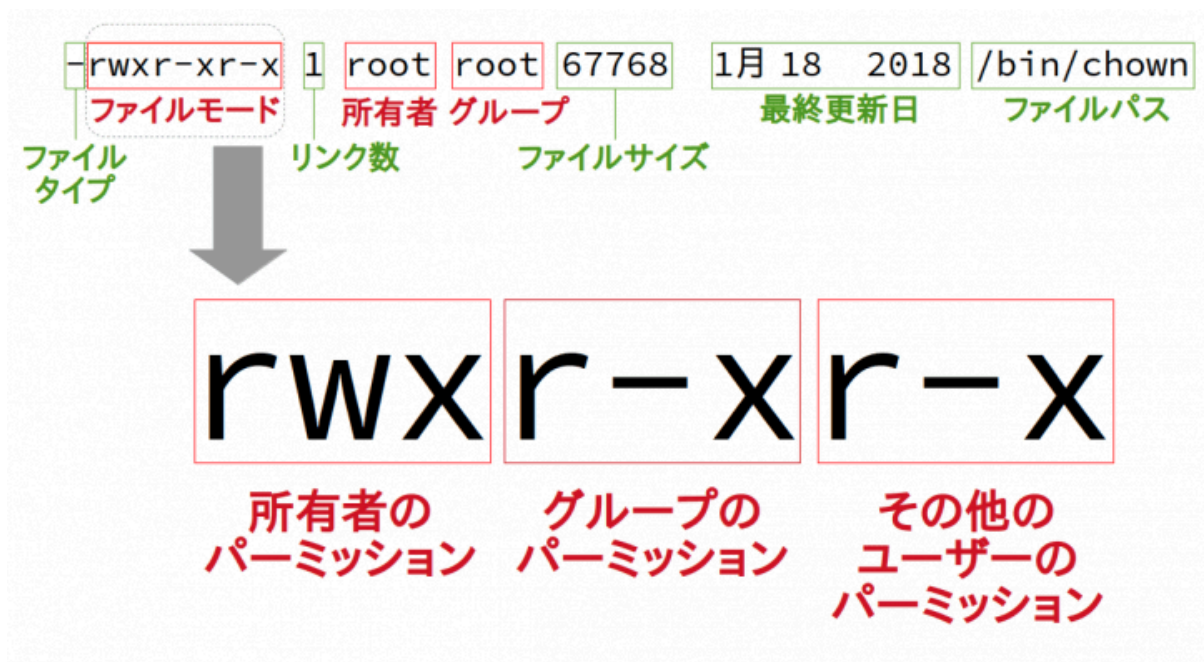 -rwxr-xr-x 1 root root 67768 1月 18 2018 /bin/chown
ファイルモード 所有者 グループ 最終更新日 ファイルパス
ファイル
タイプ
リンク数 ファイルサイズ
rwxr-xr-x
所有者の
パーミッション
グループの
パーミッション
その他の
ユーザーの
パーミッション